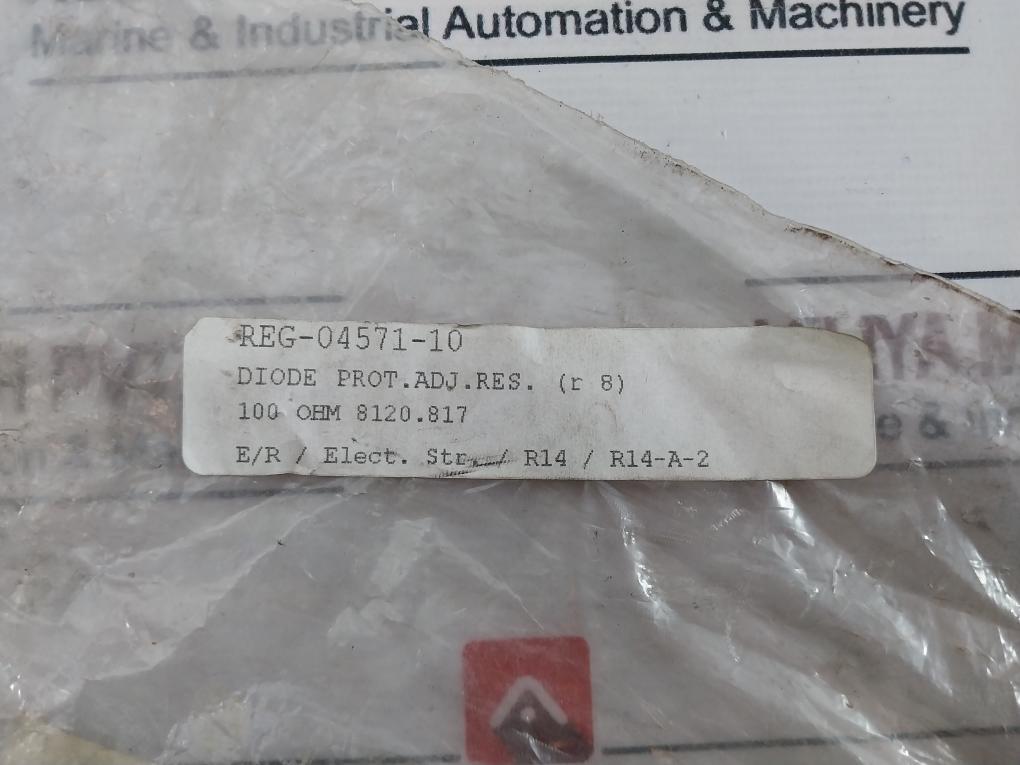 Marine & Industrial Automation & Machinery
REG-04571-10
DIODE PROT.ADJ.RES. (r 8)
100 OHM 8120.817
E/R / Elect. Str. / R14 / R14-A-2
e & In